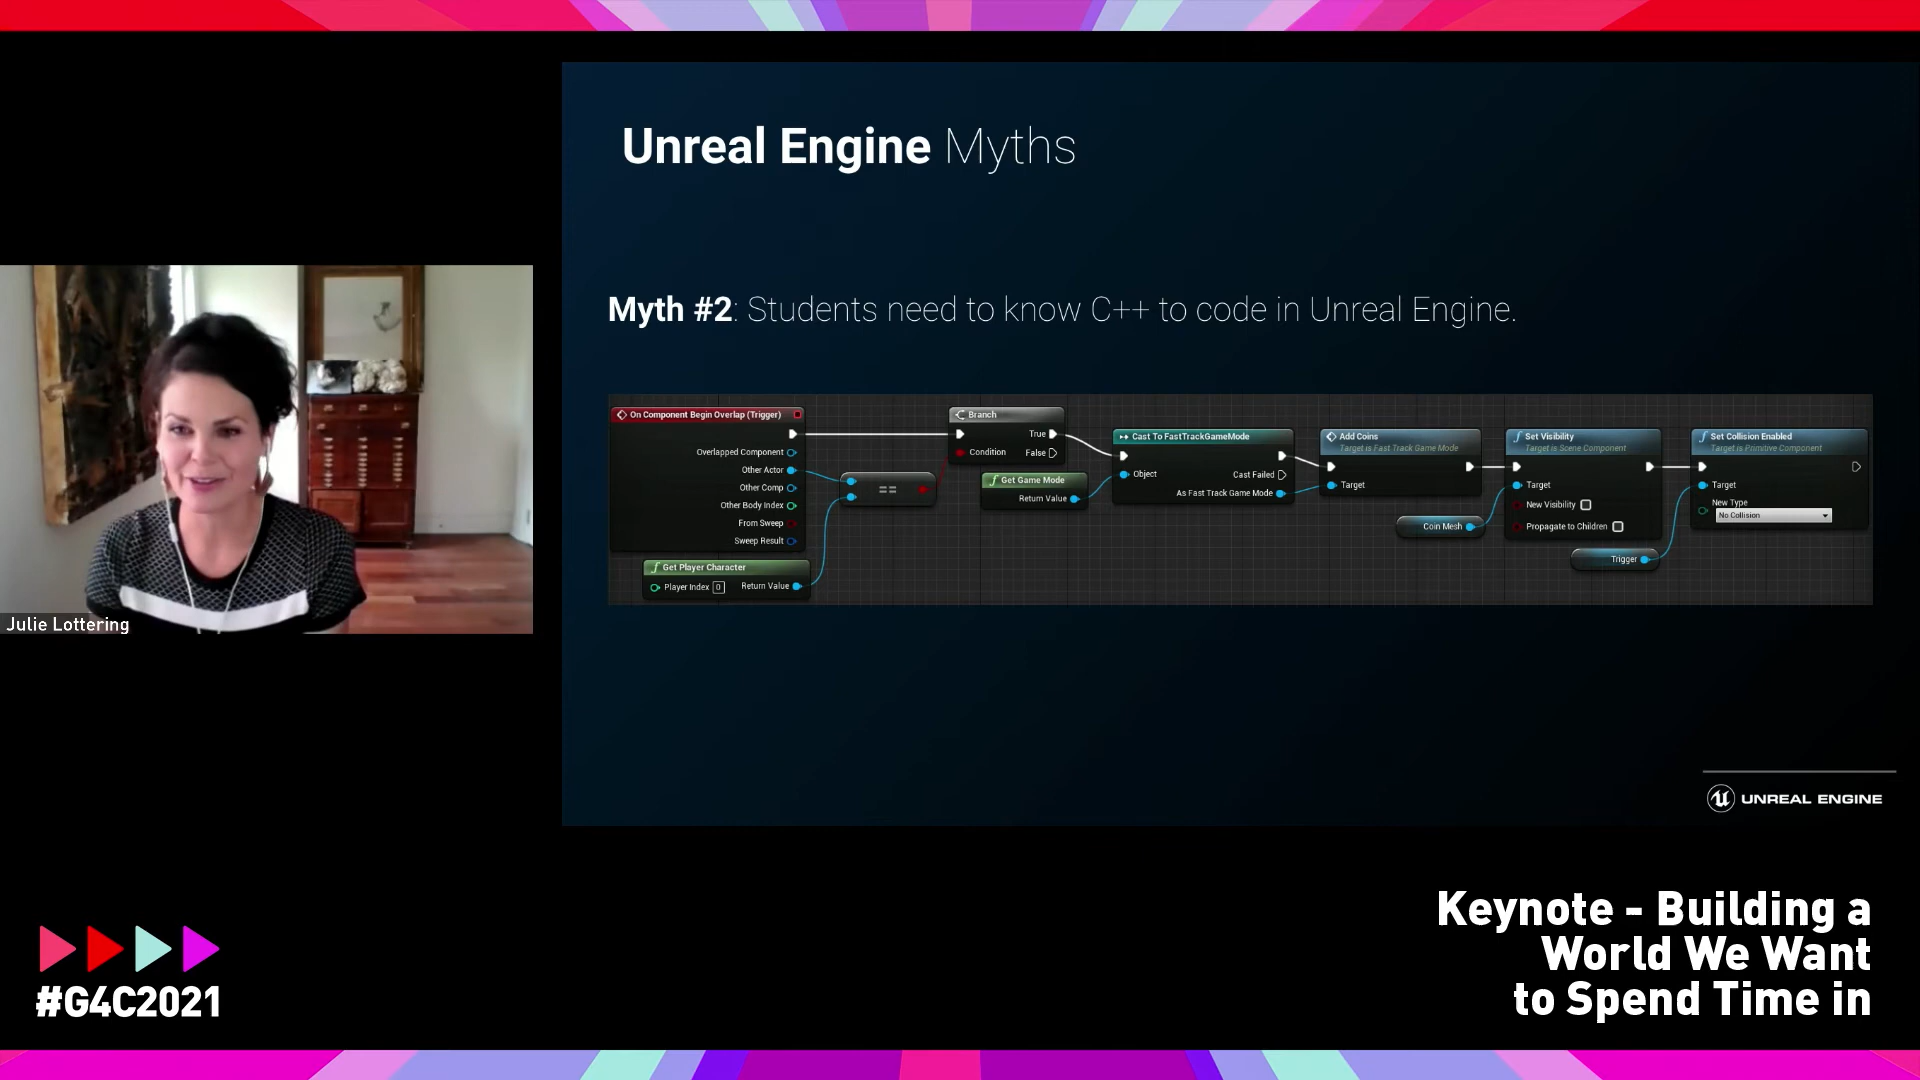 Unreal Engine Myths
Myth #2: Students need to know C++ to code in Unreal Engine.
On Component Begin Overlap (Trigger)
Overlapped Component
Other Actor
Other Comp
Other Body Index
From Sweep
Sweep Result
Get Player Character
Player Index 0 Return Value
==
Branch
True
Condition False
Get Game Mode
Return Value
Cast To FastTrackGameMode
Object Cast Failed
As Fast Track Game Mode
Add Coins
Target is Fast Track Game Mode
Target
Coin Mesh
Set Visibility
Target is Scene Component
Target
New Visibility
Propagate to Children
Trigger
Set Collision Enabled
Target is Primitive Component
Target
New Type
No Collision
UNREAL ENGINE
Julie Lottering
#G4C2021
Keynote - Building a
World We Want
to Spend Time in